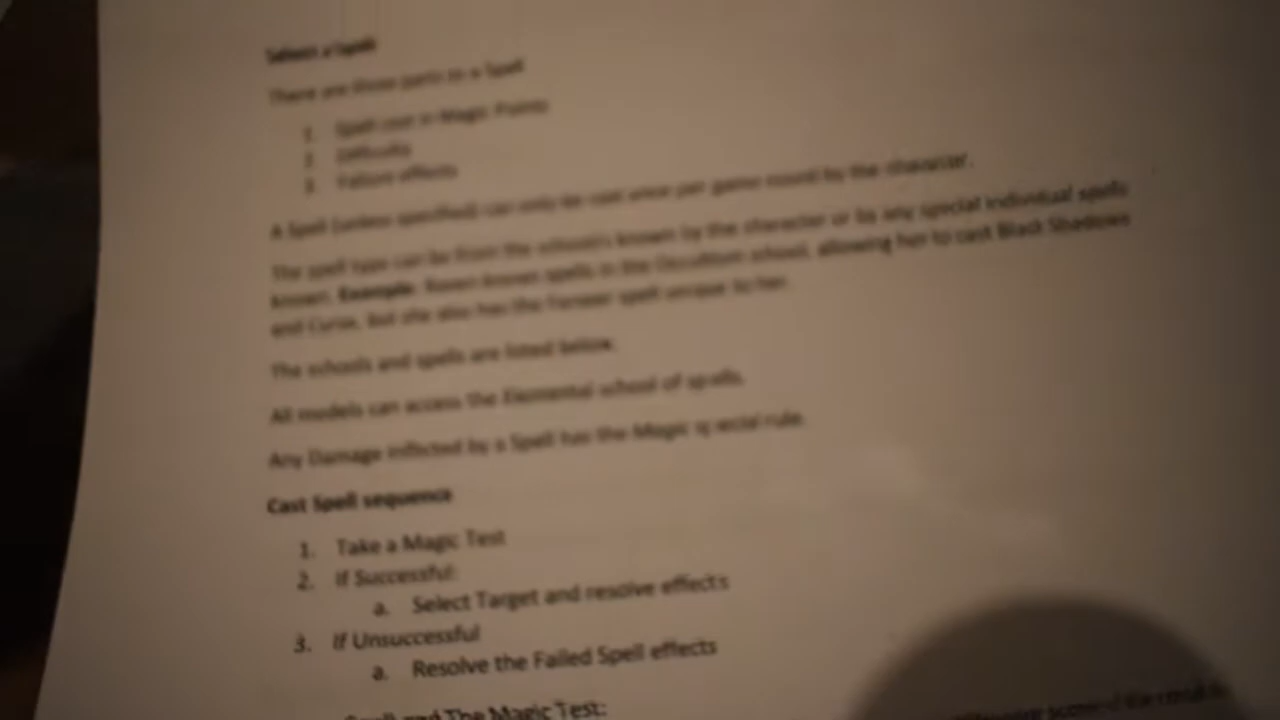 Select a Spell
There are three parts to a Spell
1. Spell cost in Magic Points
2. Difficulty
3. Failure effects
A Spell (unless specified) can only be cast once per game round by the character.
The spell type can be from the schools known by the character or its any special individual spells
known. Example: Raven known spells in the Occultism school, allowing her to cast Black Shadows
and Curse, but she also has the spell unique to her.
The schools and spells are listed below.
All models can access the Elemental school of spells.
Any Damage inflicted by a Spell has the Magic special rule.
Cast Spell sequence
1. Take a Magic Test
2. If Successful:
a. Select Target and resolve effects
3. If Unsuccessful
a. Resolve the Failed Spell effects
Spell and The Magic Test: